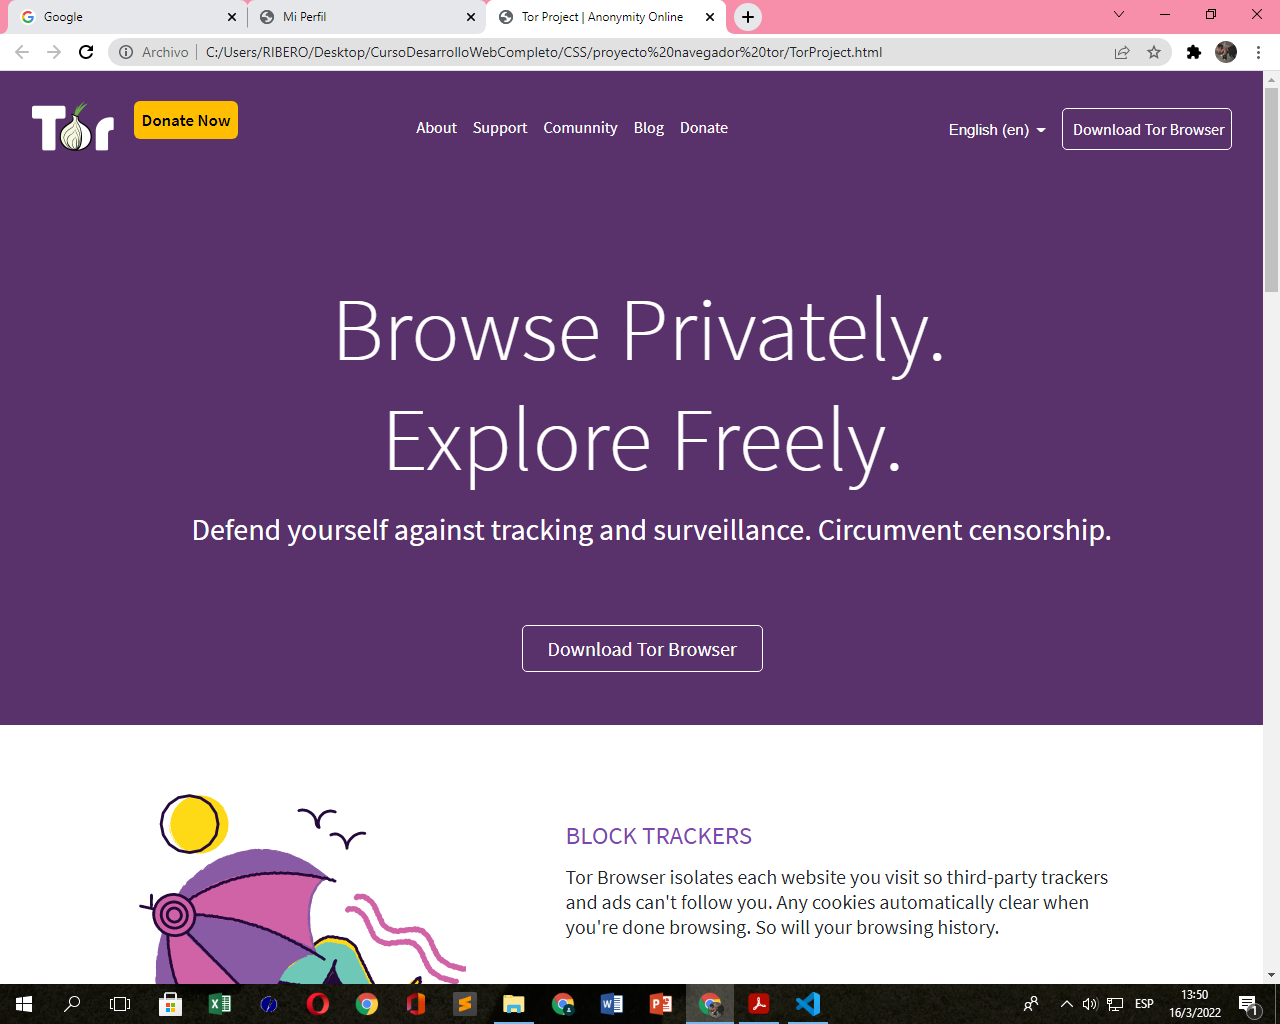 Google
Mi Perfil
Tor Project | Anonymity Online
Archivo
C:/Users/RIBERO/Desktop/CursoDesarrolloWebCompleto/CSS/proyecto%20navegador%20tor/TorProject.html
Tor
Donate Now
About
Support
Comunnity
Blog
Donate
English (en)
Download Tor Browser
Browse Privately.
Explore Freely.
Defend yourself against tracking and surveillance. Circumvent censorship.
Download Tor Browser
BLOCK TRACKERS
Tor Browser isolates each website you visit so third-party trackers
and ads can't follow you. Any cookies automatically clear when
you're done browsing. So will your browsing history.
ESP
13:50
16/3/2022
1